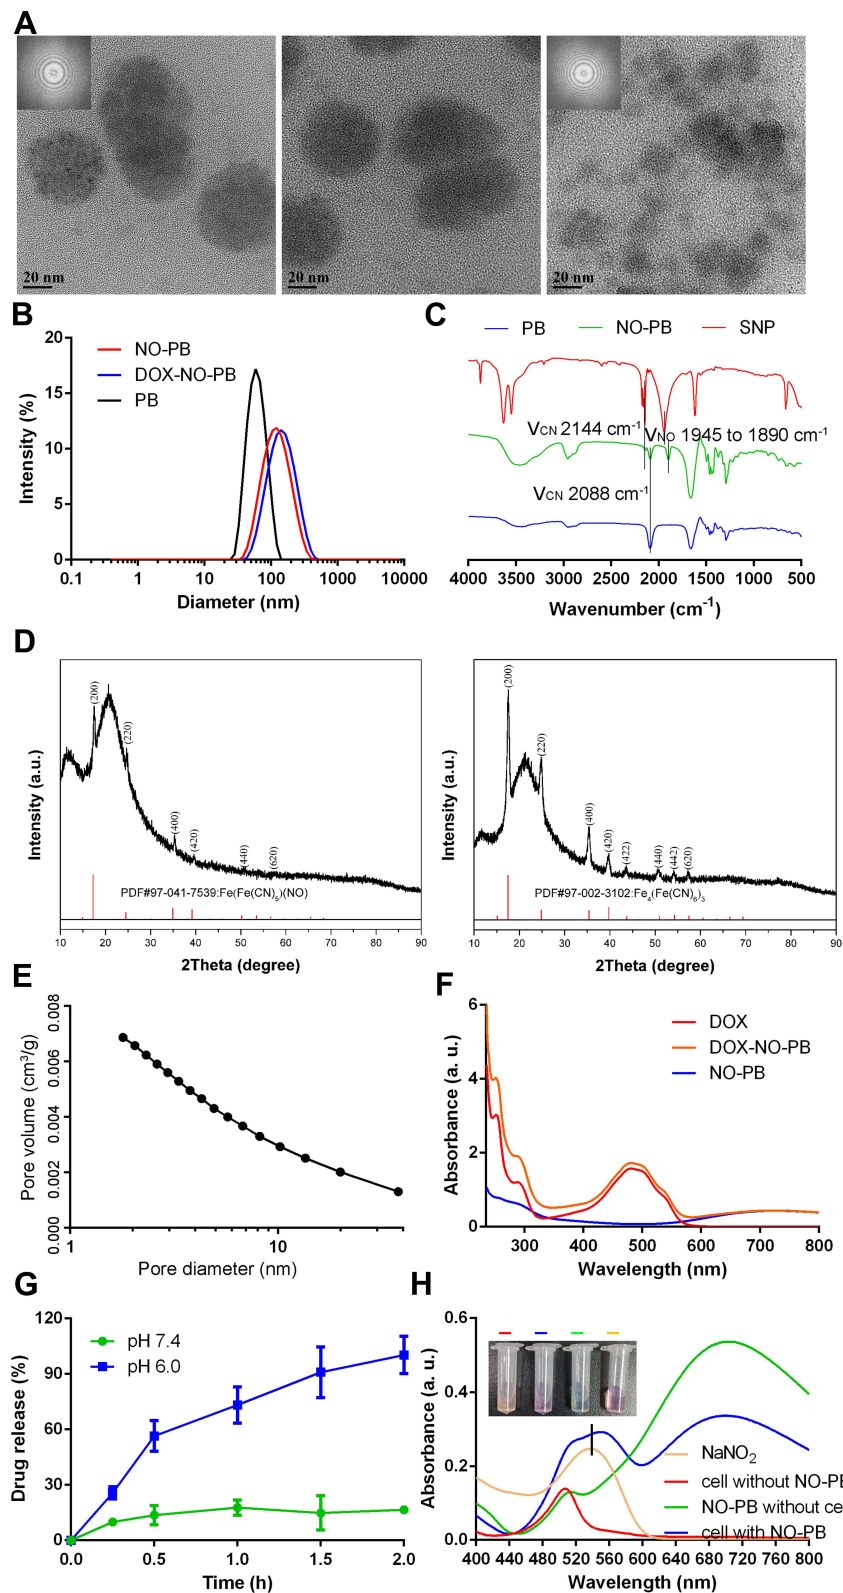 A
20 nm
20 nm
20 nm
B
Intensity (%)
20
15
10
5
0
NO-PB
DOX-NO-PB
PB
0.1 1 10 100 1000 10000
Diameter (nm)
C
PB NO-PB SNP
VCN 2144 cm-1
VNO 1945 to 1890 cm-1
VCN 2088 cm-1
4000 3500 3000 2500 2000 1500 1000 500
Wavenumber (cm-1)
D
Intensity (a.u.)
(200)
(220)
(400)
(420)
(440)
(620)
PDF#97-041-7539:Fe(Fe(CN)5)(NO)
10 20 30 40 50 60 70 80 90
2Theta (degree)
Intensity (a.u.)
(200)
(220)
(400)
(420)
(422)
(440)
(442)
(620)
PDF#97-002-3102:Fe4(Fe(CN)6)3
10 20 30 40 50 60 70 80 90
2Theta (degree)
E
Pore volume (cm3/g)
0.008
0.006
0.004
0.002
0.000
1 10
Pore diameter (nm)
F
Absorbance (a. u.)
6
4
2
0
DOX
DOX-NO-PB
NO-PB
300 400 500 600 700 800
Wavelength (nm)
G
Drug release (%)
120
90
60
30
0
pH 7.4
pH 6.0
0.0 0.5 1.0 1.5 2.0
Time (h)
H
Absorbance (a. u.)
0.6
0.4
0.2
0.0
NaNO2
cell without NO-PB
NO-PB without ce
cell with NO-PB
400 440 480 520 560 600 640 680 720 760 800
Wavelength (nm)